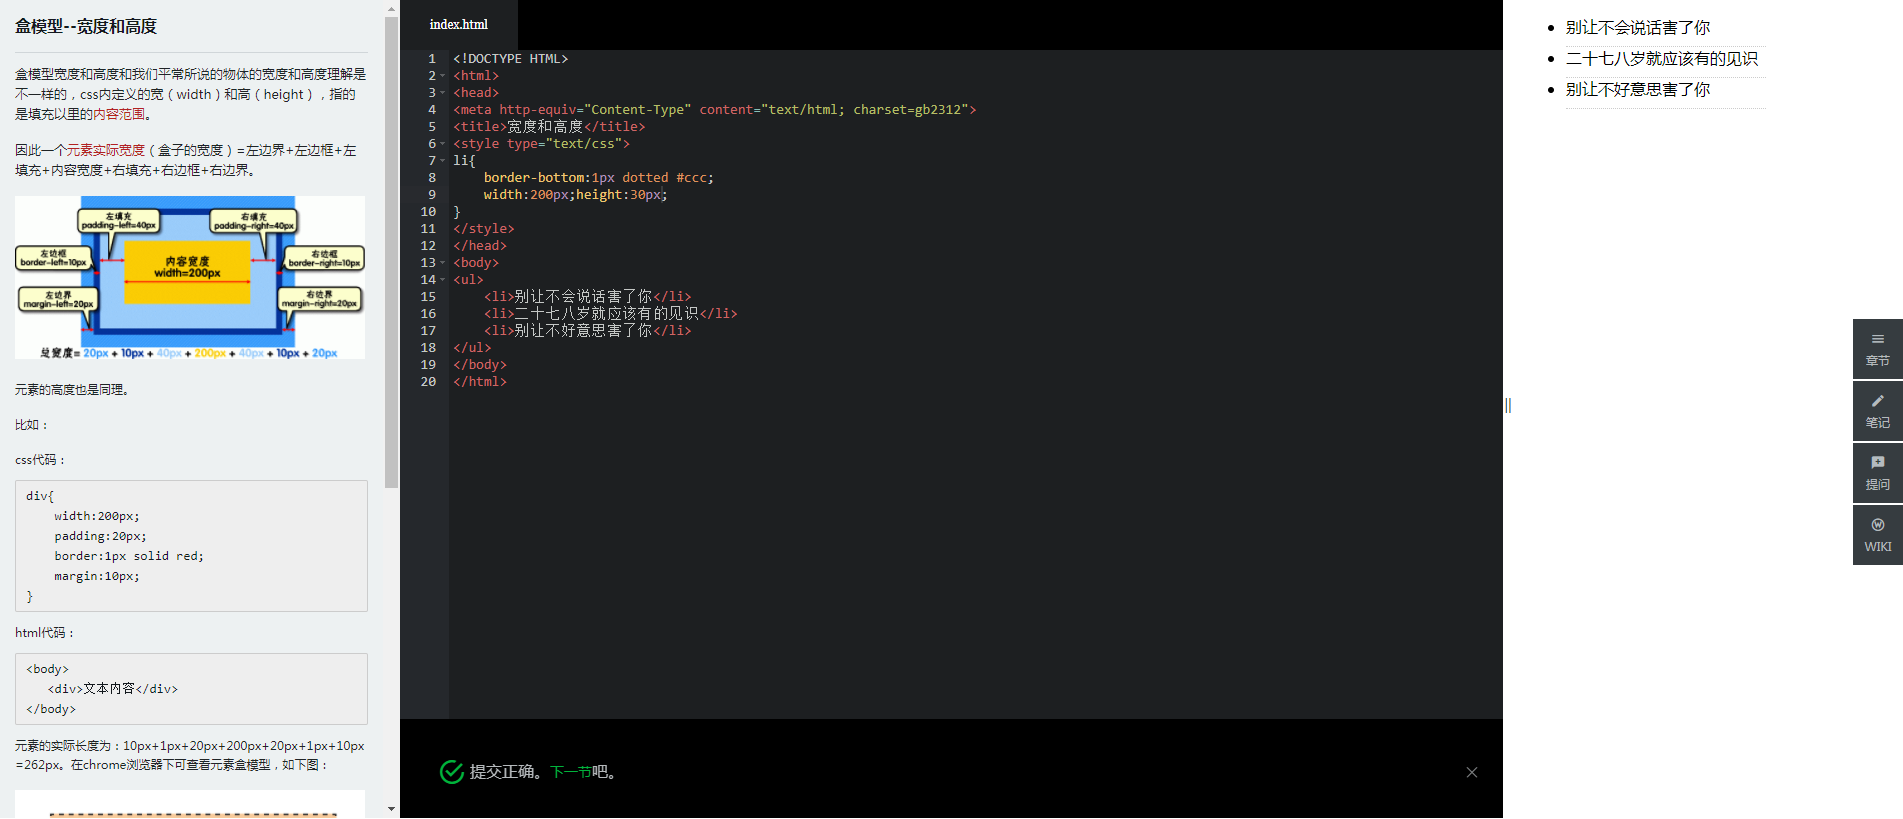 盒模型--宽度和高度
盒模型宽度和高度和我们平常所说的物体的宽度和高度理解是
不一样的，css内定义的宽（width）和高（height），指的
是填充以里的内容范围。
因此一个元素实际宽度（盒子的宽度）=左边界+左边框+左
填充+内容宽度+右填充+右边框+右边界。
左填充
padding-left=40px
右填充
padding-right=40px
左边框
border-left=10px
内容宽度
width=200px
右边框
border-right=10px
左边界
margin-left=20px
右边界
margin-right=20px
总宽度= 20px + 10px + 40px + 200px + 40px + 10px + 20px
元素的高度也是同理。
比如：
css代码：
div{
    width:200px;
    padding:20px;
    border:1px solid red;
    margin:10px;
}
html代码：
<body>
   <div>文本内容</div>
</body>
元素的实际长度为：10px+1px+20px+200px+20px+1px+10px
=262px。在chrome浏览器下可查看元素盒模型，如下图：
index.html
1 <!DOCTYPE HTML>
2 <html>
3 <head>
4 <meta http-equiv="Content-Type" content="text/html; charset=gb2312">
5 <title>宽度和高度</title>
6 <style type="text/css">
7 li{
8     border-bottom:1px dotted #ccc;
9     width:200px;height:30px;
10 }
11 </style>
12 </head>
13 <body>
14 <ul>
15     <li>别让不会说话害了你</li>
16     <li>二十七八岁就应该有的见识</li>
17     <li>别让不好意思害了你</li>
18 </ul>
19 </body>
20 </html>
提交正确。下一节吧。
• 别让不会说话害了你
• 二十七八岁就应该有的见识
• 别让不好意思害了你
章节
笔记
提问
WIKI